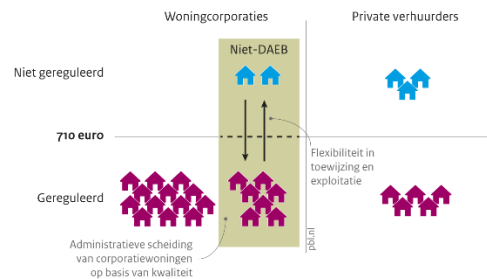 Woningcorporaties
Private verhuurders
Niet-DAEB
Niet gereguleerd
710 euro
Flexibiliteit in
toewijzing en
exploitatie
Gereguleerd
Administratieve scheiding
van corporatiewoningen
op basis van kwaliteit
pbl.nl